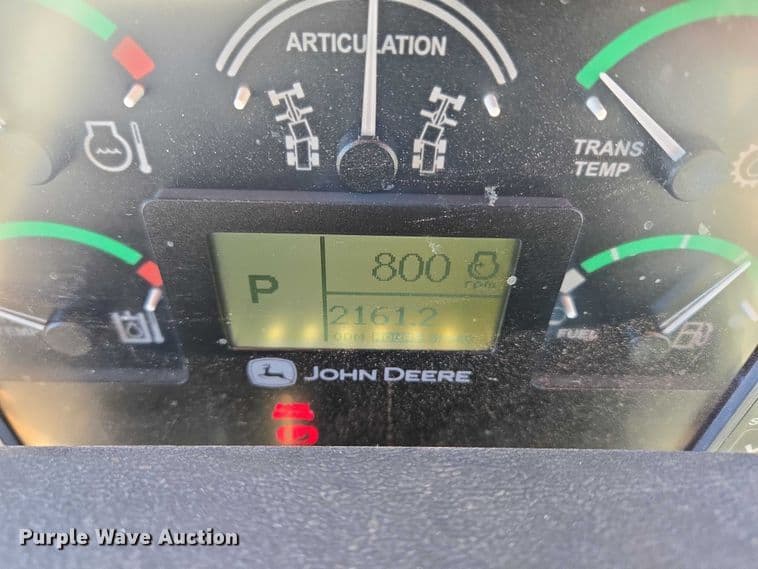 ARTICULATION
TRANS
TEMP
P
800
rpm
2161.2
FUEL
JOHN DEERE
Purple Wave Auction